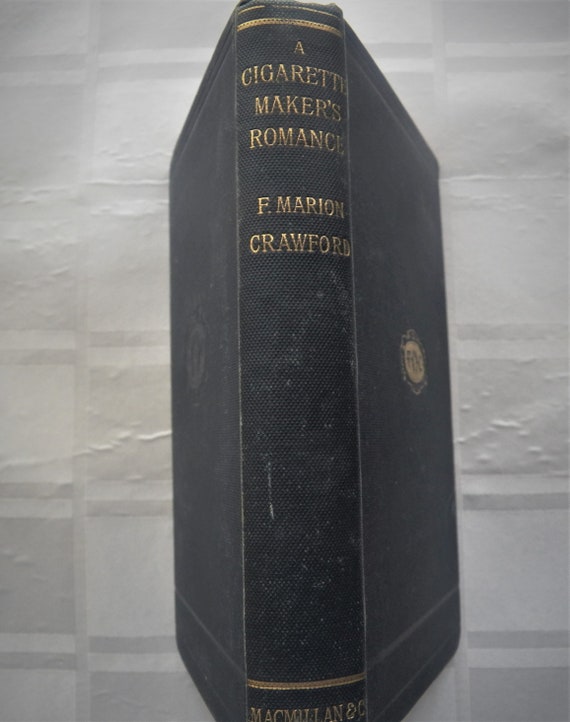 A
CIGARETTE
MAKER'S
ROMANCE
F. MARION
CRAWFORD
MACMILLAN & C